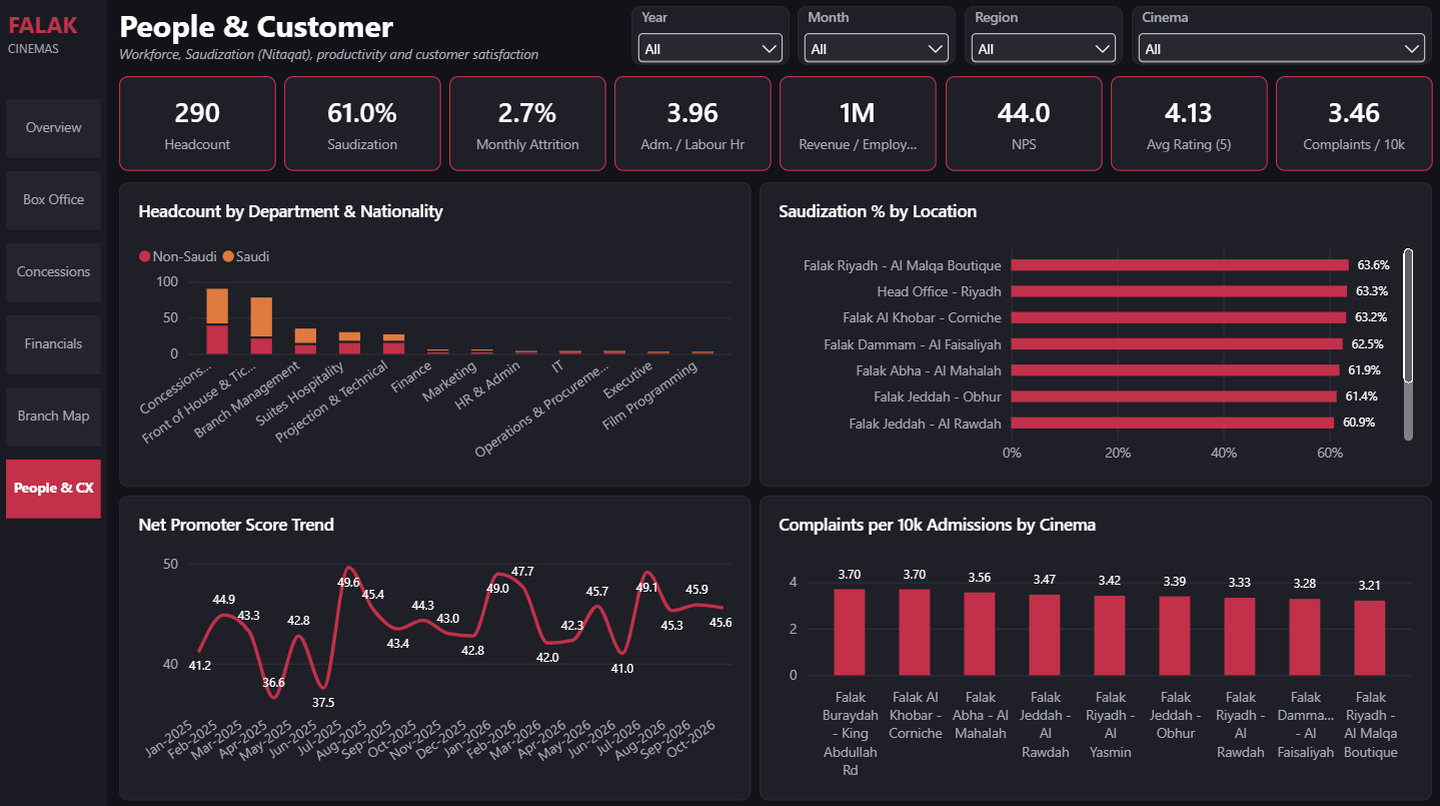 FALAK
CINEMAS
People & Customer
Workforce, Saudization (Nitaqat), productivity and customer satisfaction
Year
All
Month
All
Region
All
Cinema
All
Overview
Box Office
Concessions
Financials
Branch Map
People & CX
290
Headcount
61.0%
Saudization
2.7%
Monthly Attrition
3.96
Adm. / Labour Hr
1M
Revenue / Employ...
44.0
NPS
4.13
Avg Rating (5)
3.46
Complaints / 10k
Headcount by Department & Nationality
Non-Saudi
Saudi
100
50
0
Concessions...
Front of House & Tic...
Branch Management
Suites Hospitality
Projection & Technical
Finance
Marketing
HR & Admin
IT
Operations & Procureme...
Executive
Film Programming
Saudization % by Location
Falak Riyadh - Al Malqa Boutique 63.6%
Head Office - Riyadh 63.3%
Falak Al Khobar - Corniche 63.2%
Falak Dammam - Al Faisaliyah 62.5%
Falak Abha - Al Mahalah 61.9%
Falak Jeddah - Obhur 61.4%
Falak Jeddah - Al Rawdah 60.9%
0% 20% 40% 60%
Net Promoter Score Trend
50
40
41.2
44.9
43.3
36.6
42.8
37.5
49.6
45.4
43.4
44.3
43.0
42.8
49.0
47.7
42.0
42.3
45.7
41.0
49.1
45.3
45.9
45.6
Jan-2025
Feb-2025
Mar-2025
Apr-2025
May-2025
Jun-2025
Jul-2025
Aug-2025
Sep-2025
Oct-2025
Nov-2025
Dec-2025
Jan-2026
Feb-2026
Mar-2026
Apr-2026
May-2026
Jun-2026
Jul-2026
Aug-2026
Sep-2026
Oct-2026
Complaints per 10k Admissions by Cinema
4
2
0
3.70
3.70
3.56
3.47
3.42
3.39
3.33
3.28
3.21
Falak
Buraydah
- King
Abdullah
Rd
Falak Al
Khobar -
Corniche
Falak
Abha - Al
Mahalah
Falak
Jeddah -
Al
Rawdah
Falak
Riyadh -
Al
Yasmin
Falak
Jeddah -
Obhur
Falak
Riyadh -
Al
Rawdah
Falak
Damma...
- Al
Faisaliyah
Falak
Riyadh -
Al Malqa
Boutique